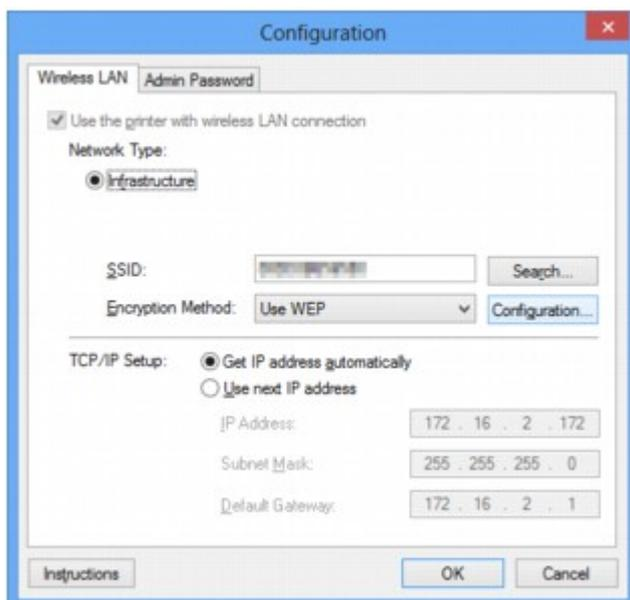 Configuration
Wireless LAN Admin Password
Use the printer with wireless LAN connection
Network Type:
Infrastructure
SSID: Search...
Encryption Method: Use WEP Configuration...
TCP/IP Setup: Get IP address automatically
Use next IP address
IP Address: 172 . 16 . 2 . 172
Subnet Mask: 255 . 255 . 255 . 0
Default Gateway: 172 . 16 . 2 . 1
Instructions OK Cancel